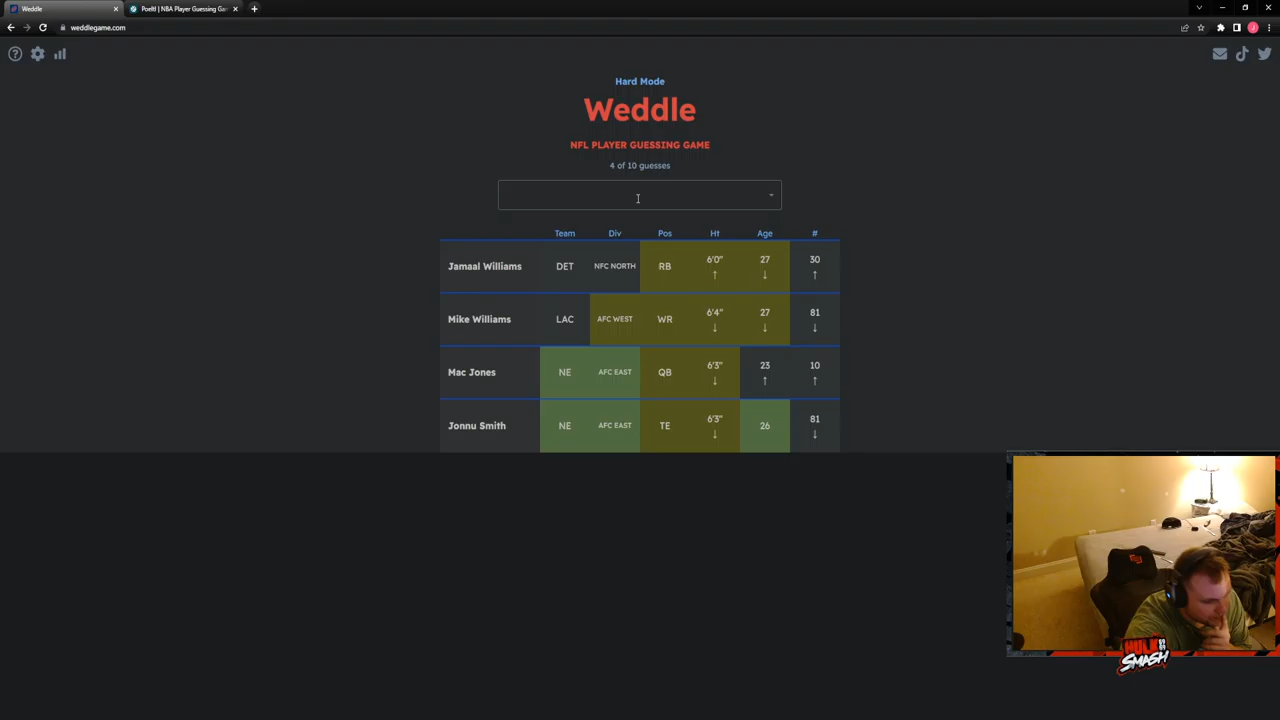 Weddle
Poeltl | NBA Player Guessing Ga
weddlegame.com
J
Hard Mode
Weddle
NFL PLAYER GUESSING GAME
4 of 10 guesses
Team Div Pos Ht Age #
Jamaal Williams DET NFC NORTH RB 6'0" ↑ 27 ↓ 30 ↑
Mike Williams LAC AFC WEST WR 6'4" ↓ 27 ↓ 81 ↓
Mac Jones NE AFC EAST QB 6'3" ↓ 23 ↑ 10 ↑
Jonnu Smith NE AFC EAST TE 6'3" ↓ 26 81 ↓
HULK
SMASH